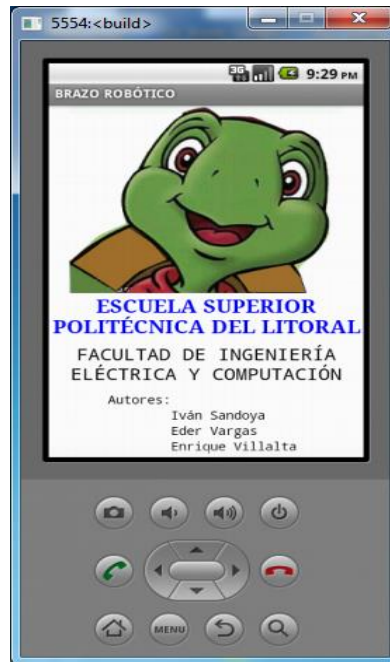 5554:<build>
3G 9:29 PM
BRAZO ROBÓTICO
ESCUELA SUPERIOR
POLITÉCNICA DEL LITORAL
FACULTAD DE INGENIERÍA
ELÉCTRICA Y COMPUTACIÓN
Autores:
Iván Sandoya
Eder Vargas
Enrique Villalta
MENU